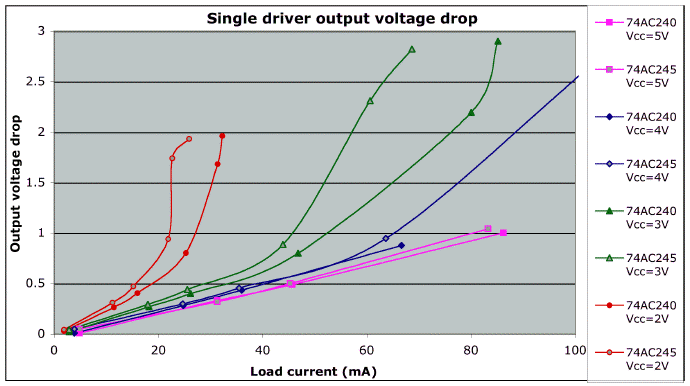 Single driver output voltage drop
Output voltage drop
3
2.5
2
1.5
1
0.5
0
0
20
40
60
80
100
Load current (mA)
74AC240
Vcc=5V
74AC245
Vcc=5V
74AC240
Vcc=4V
74AC245
Vcc=4V
74AC240
Vcc=3V
74AC245
Vcc=3V
74AC240
Vcc=2V
74AC245
Vcc=2V